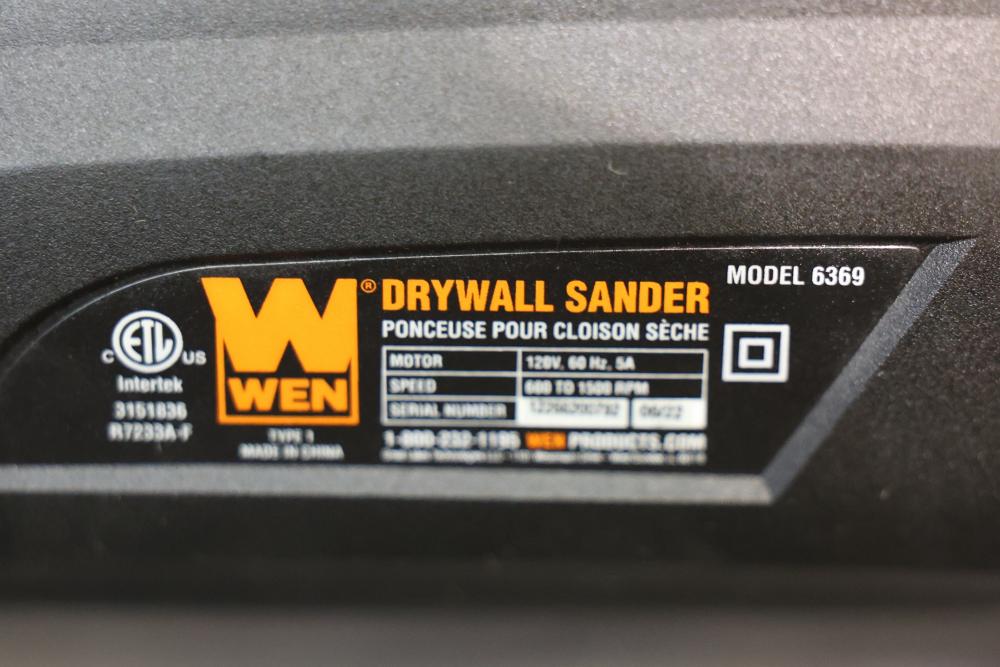 MODEL 6369
® DRYWALL SANDER
PONCEUSE POUR CLOISON SÈCHE
WEN
C ETL US
Intertek
3151836
R7233A-F
TYPE 1
MADE IN CHINA
MOTOR 120V, 60 Hz, 5A
SPEED 600 TO 1500 RPM
SERIAL NUMBER 06/22
1-800-232-1195 WENPRODUCTS.COM